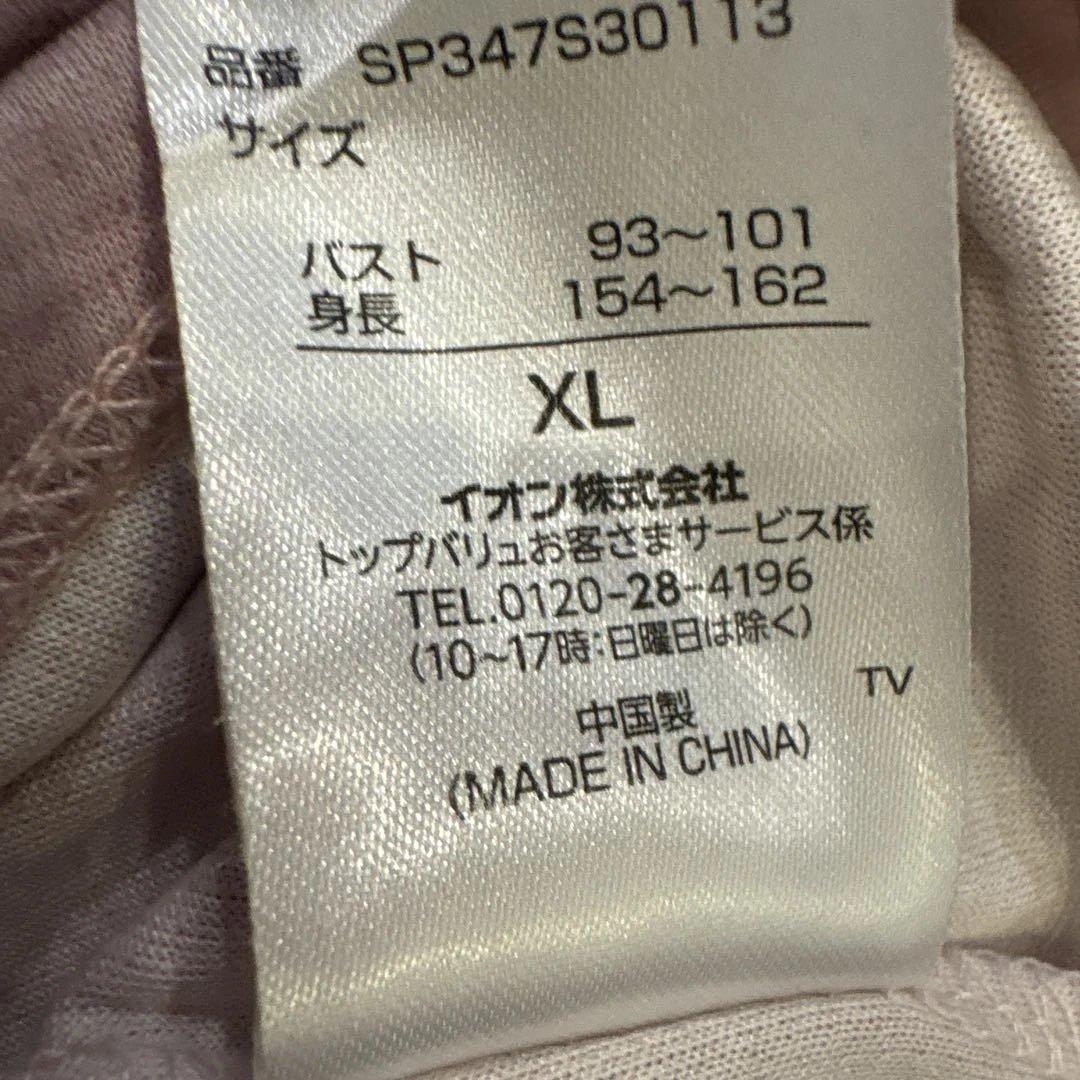 品番 SP347S30113
サイズ
バスト 93～101
身長 154～162
XL
イオン株式会社
トップバリュお客さまサービス係
TEL.0120-28-4196
(10～17時:日曜日は除く)
TV
中国製
(MADE IN CHINA)